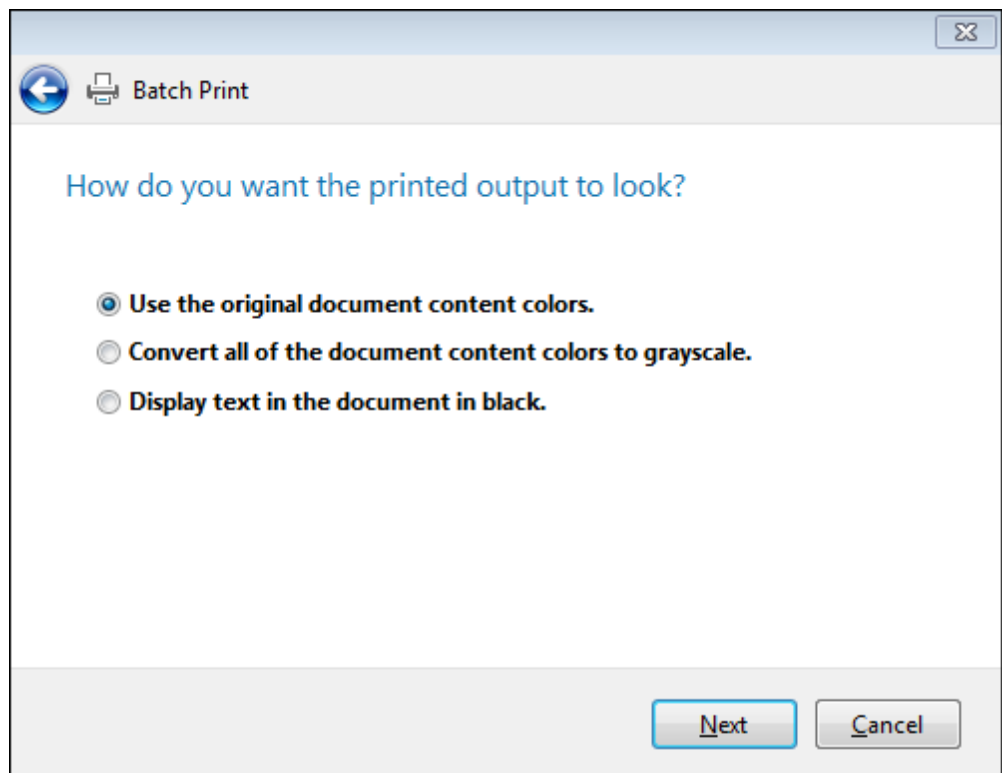 Batch Print
How do you want the printed output to look?
Use the original document content colors.
Convert all of the document content colors to grayscale.
Display text in the document in black.
Next Cancel